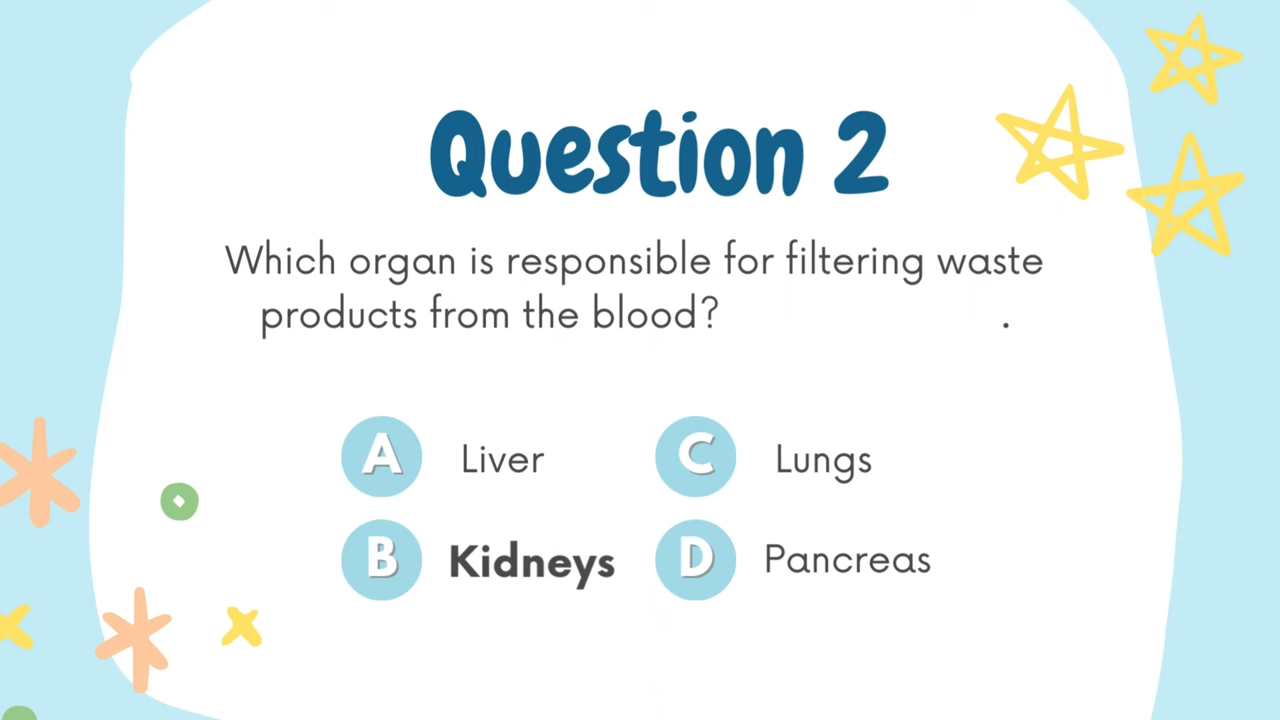 Question 2
Which organ is responsible for filtering waste
products from the blood? .
A Liver
B Kidneys
C Lungs
D Pancreas